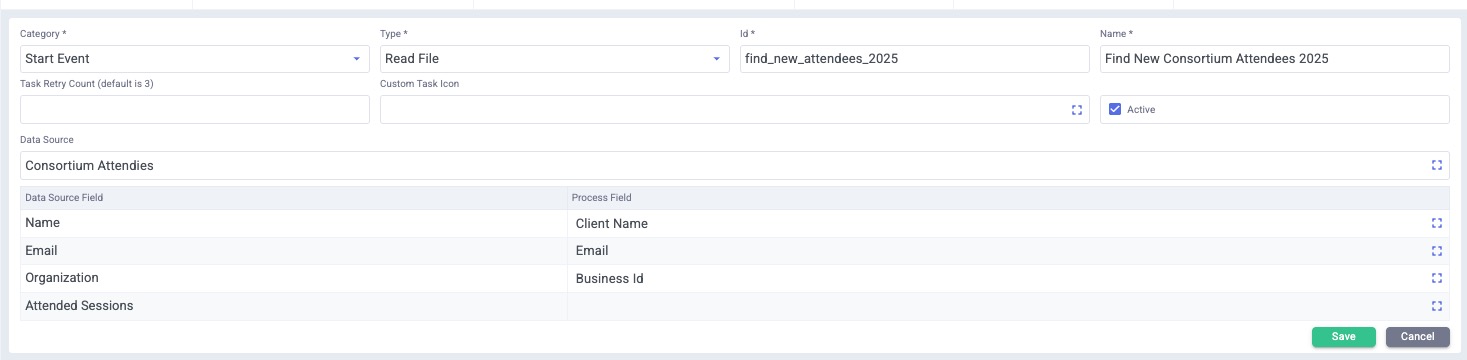 Category * Type * Id * Name *
Start Event Read File find_new_attendees_2025 Find New Consortium Attendees 2025
Task Retry Count (default is 3) Custom Task Icon
Active
Data Source
Consortium Attendies
Data Source Field Process Field
Name Client Name
Email Email
Organization Business Id
Attended Sessions
Save Cancel